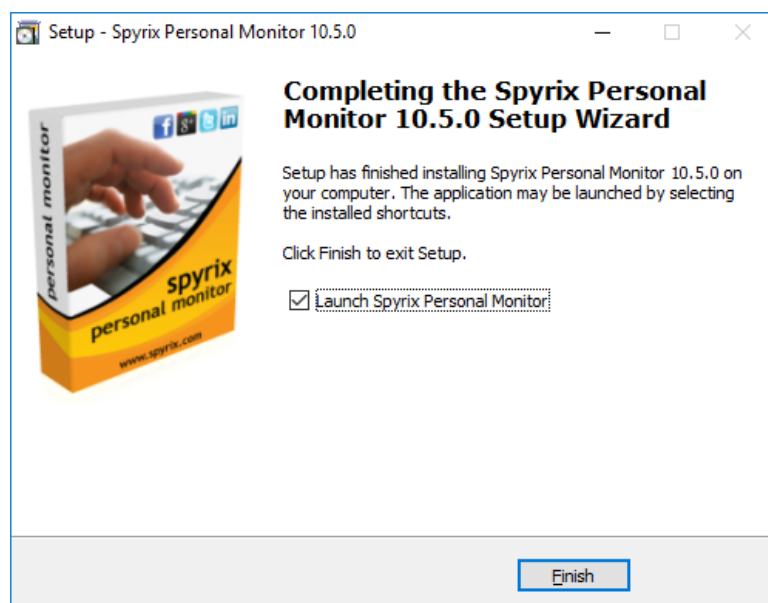 Setup - Spyrix Personal Monitor 10.5.0
Completing the Spyrix Personal
Monitor 10.5.0 Setup Wizard
Setup has finished installing Spyrix Personal Monitor 10.5.0 on
your computer. The application may be launched by selecting
the installed shortcuts.
Click Finish to exit Setup.
Launch Spyrix Personal Monitor
personal monitor
f g+ t in
spyrix
personal monitor
www.spyrix.com
Finish